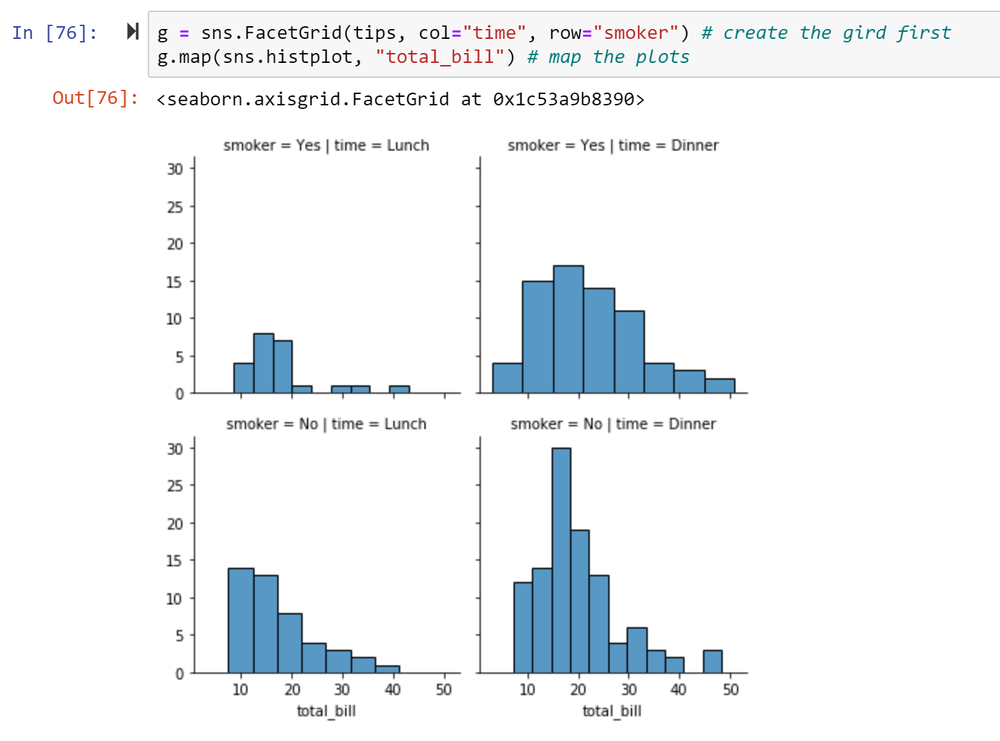 In [76]: g = sns.FacetGrid(tips, col="time", row="smoker") # create the gird first
g.map(sns.histplot, "total_bill") # map the plots
Out[76]: <seaborn.axisgrid.FacetGrid at 0x1c53a9b8390>
smoker = Yes | time = Lunch
smoker = Yes | time = Dinner
30
25
20
15
10
5
0
smoker = No | time = Lunch
smoker = No | time = Dinner
30
25
20
15
10
5
0
10 20 30 40 50
10 20 30 40 50
total_bill
total_bill